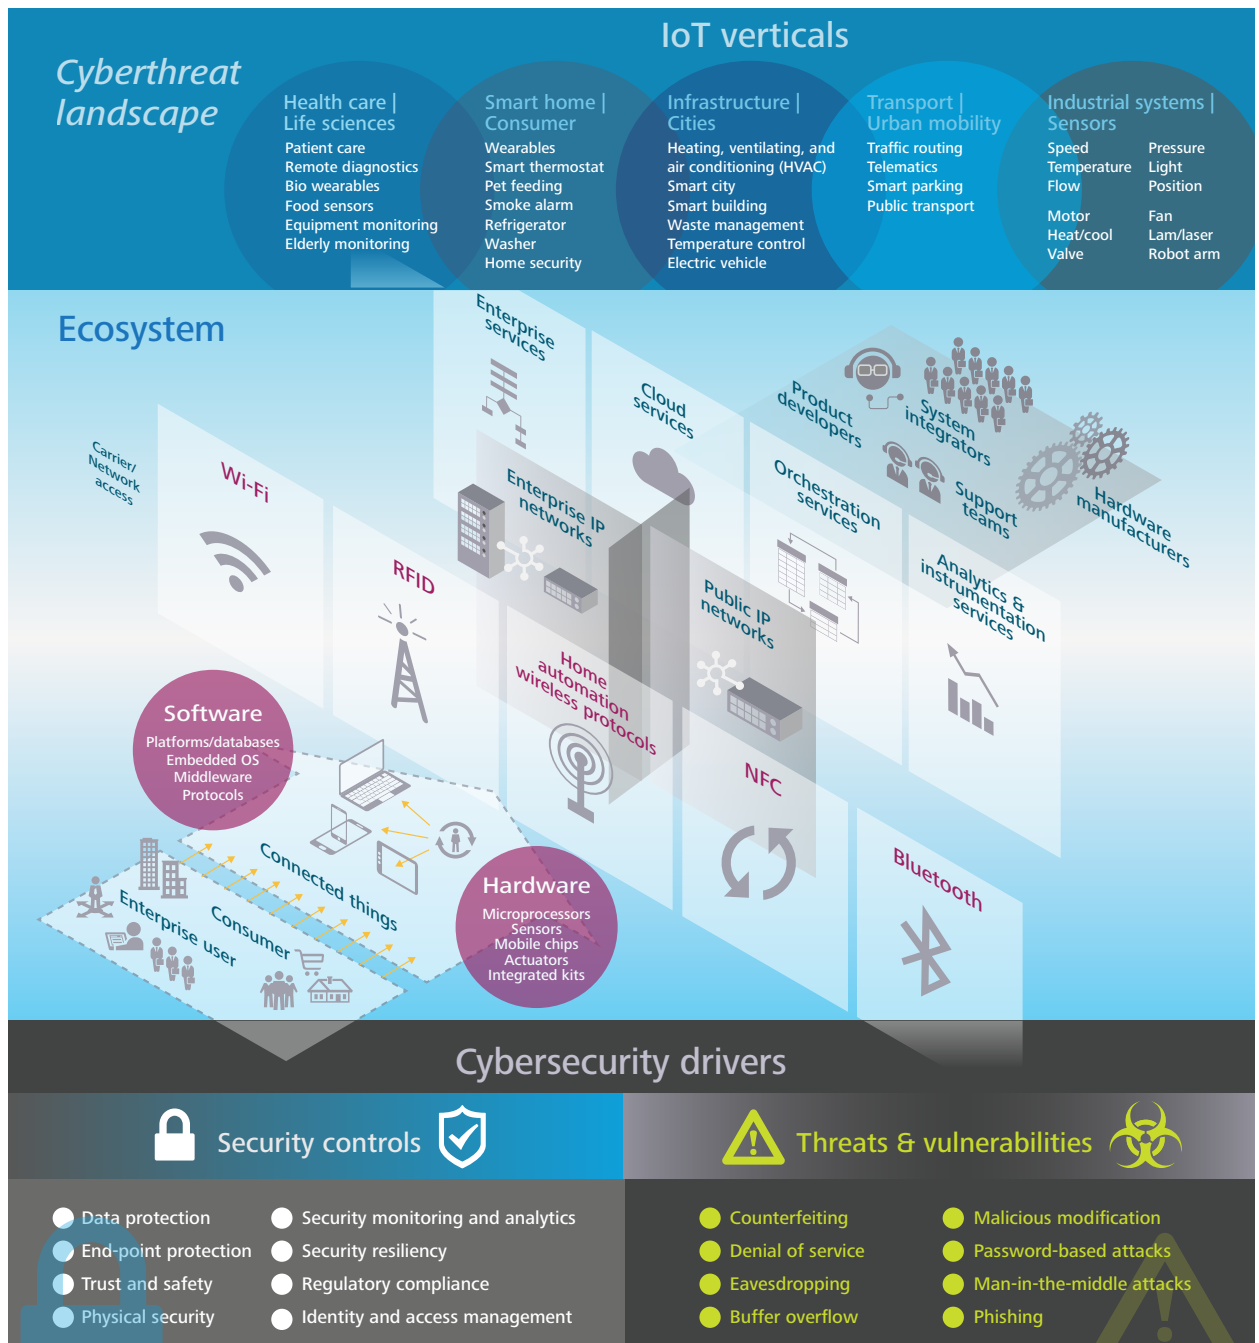 IoT verticals
Cyberthreat
landscape
Health care |
Life sciences
Patient care
Remote diagnostics
Bio wearables
Food sensors
Equipment monitoring
Elderly monitoring
Smart home |
Consumer
Wearables
Smart thermostat
Pet feeding
Smoke alarm
Refrigerator
Washer
Home security
Infrastructure |
Cities
Heating, ventilating, and
air conditioning (HVAC)
Smart city
Smart building
Waste management
Temperature control
Electric vehicle
Transport |
Urban mobility
Traffic routing
Telematics
Smart parking
Public transport
Industrial systems |
Sensors
Speed
Temperature
Flow
Motor
Heat/cool
Valve
Pressure
Light
Position
Fan
Lam/laser
Robot arm
Ecosystem
Enterprise
services
Cloud
services
Product
developers
System
integrators
Support
teams
Hardware
manufacturers
Carrier/
Network
access
Wi-Fi
RFID
Enterprise IP
networks
Orchestration
services
Public IP
networks
Analytics &
instrumentation
services
Home
automation
wireless protocols
NFC
Bluetooth
Software
Platforms/databases
Embedded OS
Middleware
Protocols
Connected things
Enterprise user
Consumer
Hardware
Microprocessors
Sensors
Mobile chips
Actuators
Integrated kits
Cybersecurity drivers
Security controls
Data protection
End-point protection
Trust and safety
Physical security
Security monitoring and analytics
Security resiliency
Regulatory compliance
Identity and access management
Threats & vulnerabilities
Counterfeiting
Denial of service
Eavesdropping
Buffer overflow
Malicious modification
Password-based attacks
Man-in-the-middle attacks
Phishing